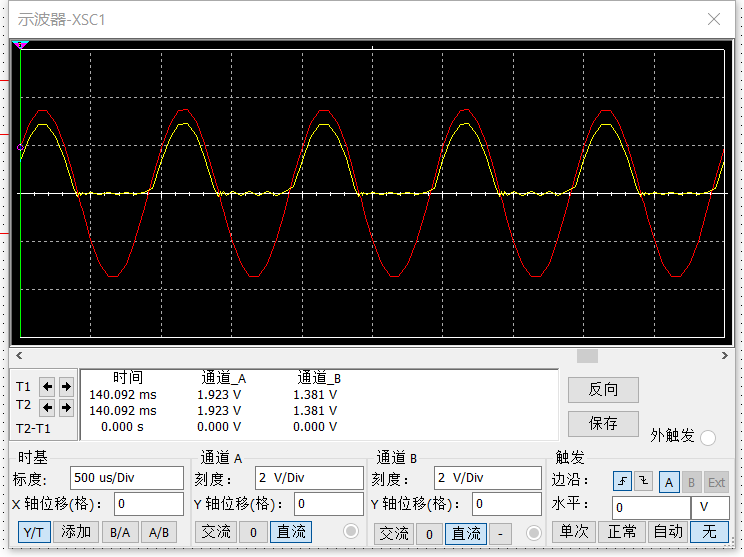 示波器-XSC1
时间 通道_A 通道_B
T1 140.092 ms 1.923 V 1.381 V
T2 140.092 ms 1.923 V 1.381 V
T2-T1 0.000 s 0.000 V 0.000 V
反向
保存
外触发
时基
标度: 500 us/Div
X 轴位移(格): 0
Y/T 添加 B/A A/B
通道 A
刻度: 2 V/Div
Y 轴位移(格): 0
交流 0 直流
通道 B
刻度: 2 V/Div
Y 轴位移(格): 0
交流 0 直流 -
触发
边沿: A B Ext
水平: 0 V
单次 正常 自动 无